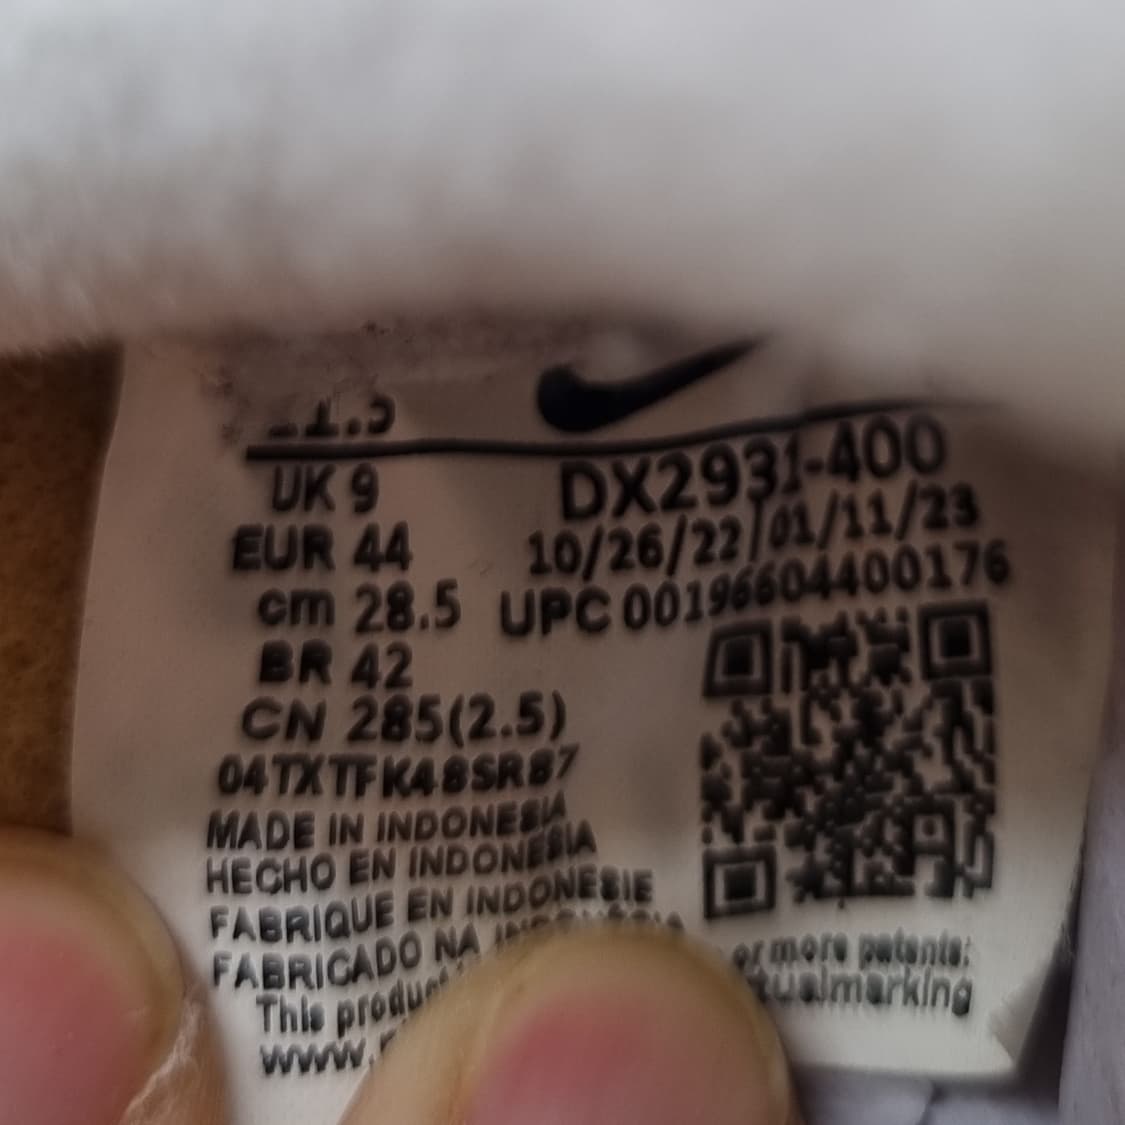 UK 9
EUR 44
cm 28.5
BR 42
CN 285(2.5)
04TXTFK48SR87
MADE IN INDONESIA
HECHO EN INDONESIA
FABRIQUE EN INDONESIE
FABRICADO NA
This
www.
DX2931-400
10/26/22 01/11/23
UPC 00196604400176
or more patents: